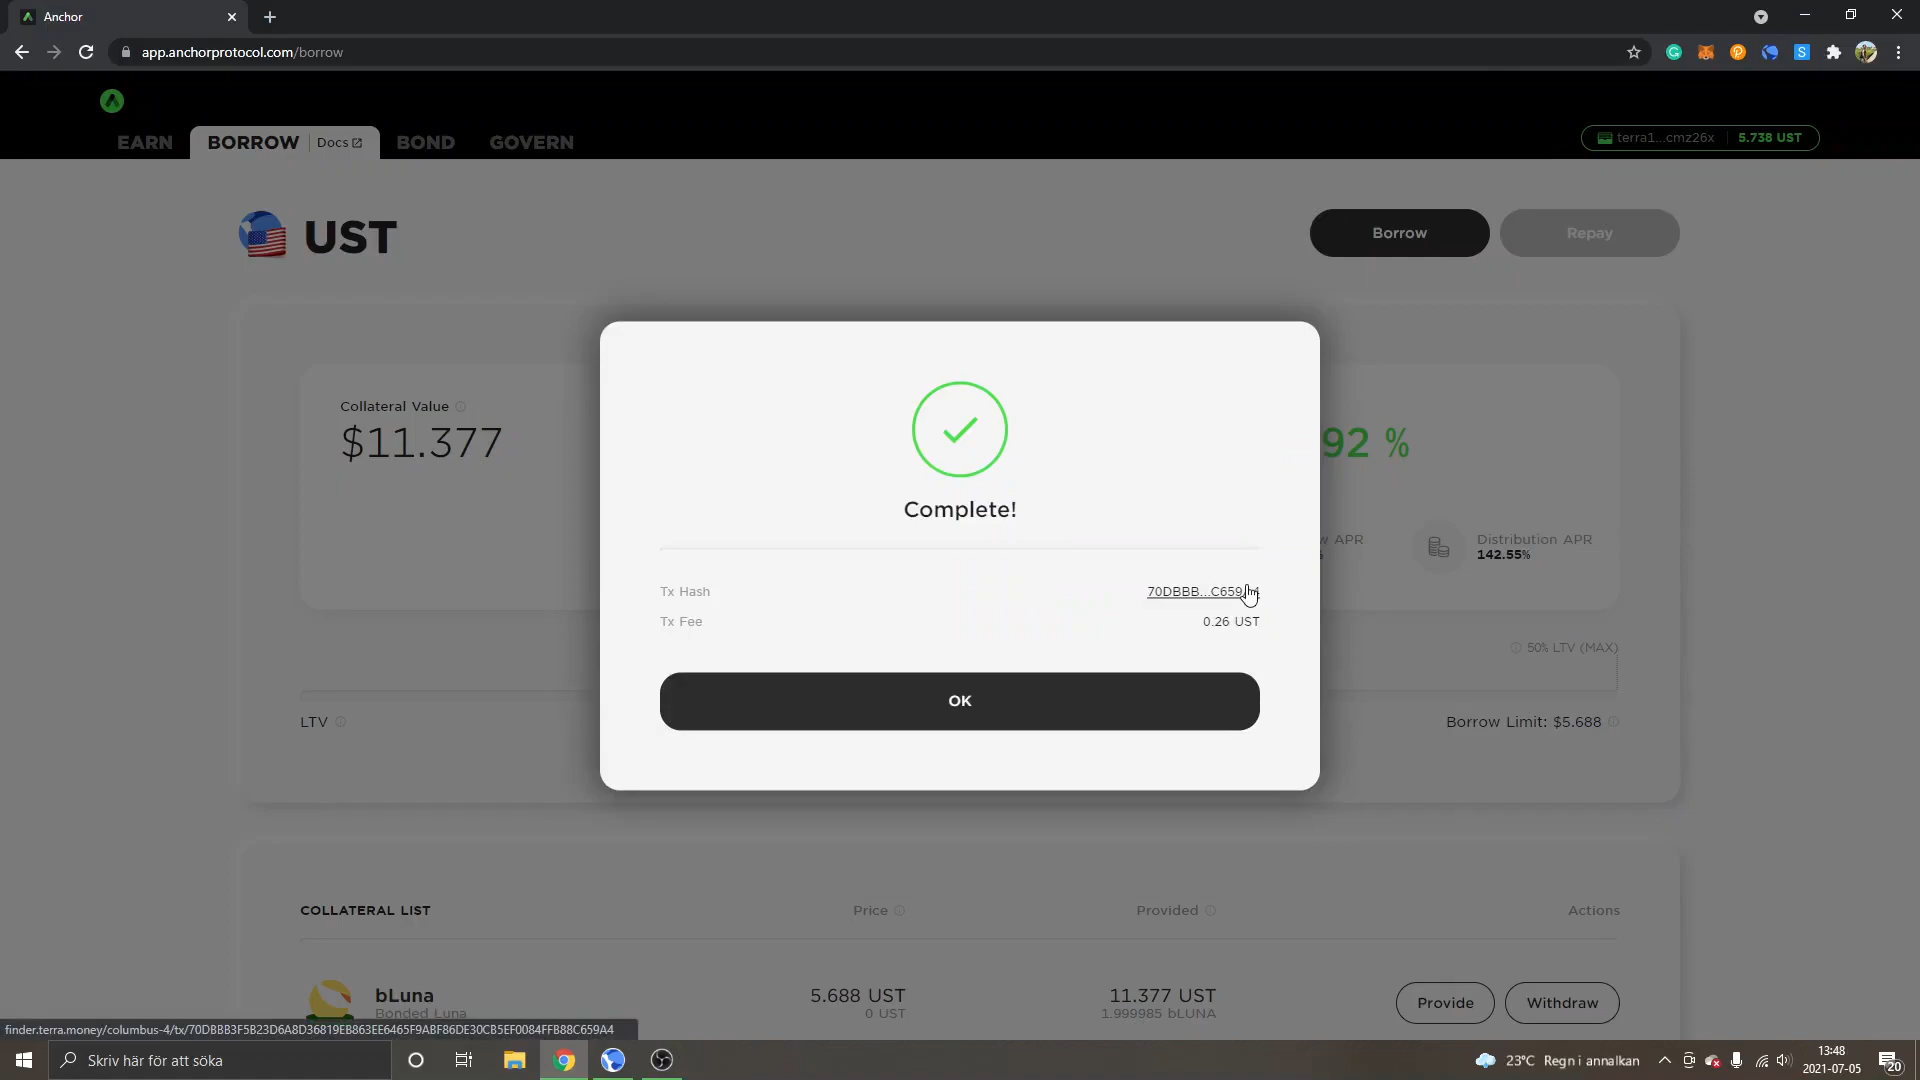 Anchor
app.anchorprotocol.com/borrow
EARN
BORROW
Docs
BOND
GOVERN
terra1...cmz26x
5.738 UST
UST
Borrow
Repay
Collateral Value
$11.377
92 %
Complete!
APR
Distribution APR
142.55%
Tx Hash
70DBBB...C659
Tx Fee
0.26 UST
50% LTV (MAX)
OK
LTV
Borrow Limit: $5.688
COLLATERAL LIST
Price
Provided
Actions
bLuna
Bonded Luna
5.688 UST
0 UST
11.377 UST
1.999985 bLUNA
Provide
Withdraw
finder.terra.money/columbus-4/tx/70DBBB3F5B23D6A8D36819EB863EE6465F9ABF86DE30CB5EF0084FFB88C659A4
Skriv här för att söka
23°C Regn i annalkan
13:48
2021-07-05
20